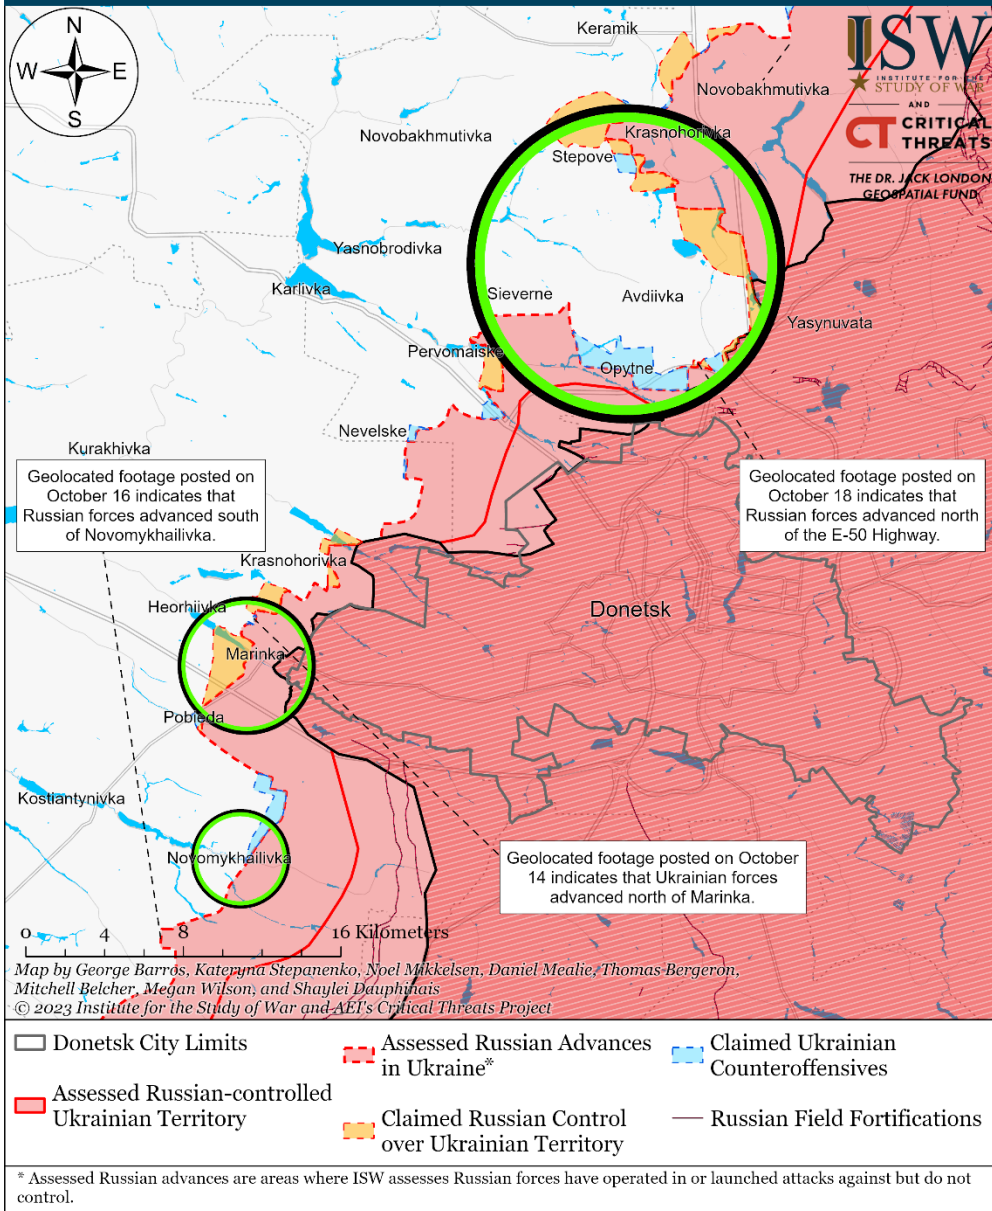 N
W E
S
Keramik
ISW
INSTITUTE FOR THE
STUDY OF WAR
AND
CT CRITICAL
THREATS
THE DR. JACK LONDON
GEOSPATIAL FUND
Novobakhmutivka
Novobakhmutivka
Krasnohorivka
Stepove
Yasnobrodivka
Karlivka
Sieverne
Avdiivka
Yasynuvata
Pervomaiske
Opytne
Nevelske
Kurakhivka
Geolocated footage posted on
October 16 indicates that
Russian forces advanced south
of Novomykhailivka.
Geolocated footage posted on
October 18 indicates that
Russian forces advanced north
of the E-50 Highway.
Krasnohorivka
Heorhiivka
Donetsk
Marinka
Pobieda
Kostiantynivka
Novomykhailivka
Geolocated footage posted on October
14 indicates that Ukrainian forces
advanced north of Marinka.
0 4 8 16 Kilometers
Map by George Barros, Kateryna Stepanenko, Noel Mikkelsen, Daniel Mealie, Thomas Bergeron,
Mitchell Belcher, Megan Wilson, and Shaylei Dauphinais
© 2023 Institute for the Study of War and AEI's Critical Threats Project
Donetsk City Limits
Assessed Russian-controlled
Ukrainian Territory
Assessed Russian Advances
in Ukraine*
Claimed Russian Control
over Ukrainian Territory
Claimed Ukrainian
Counteroffensives
Russian Field Fortifications
* Assessed Russian advances are areas where ISW assesses Russian forces have operated in or launched attacks against but do not
control.